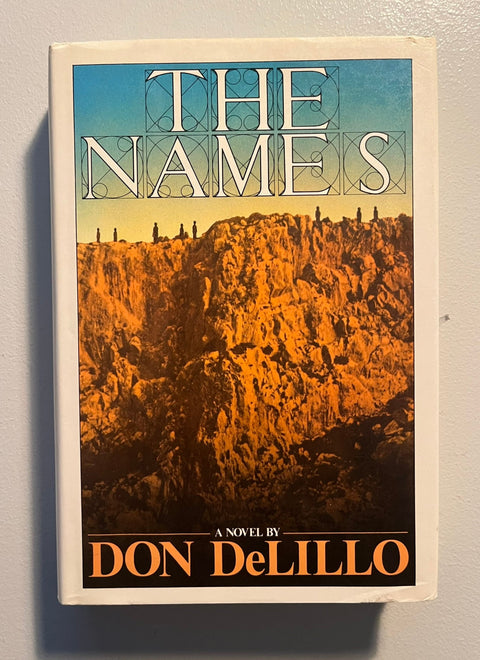 THE
NAMES
A NOVEL BY
DON DeLILLO